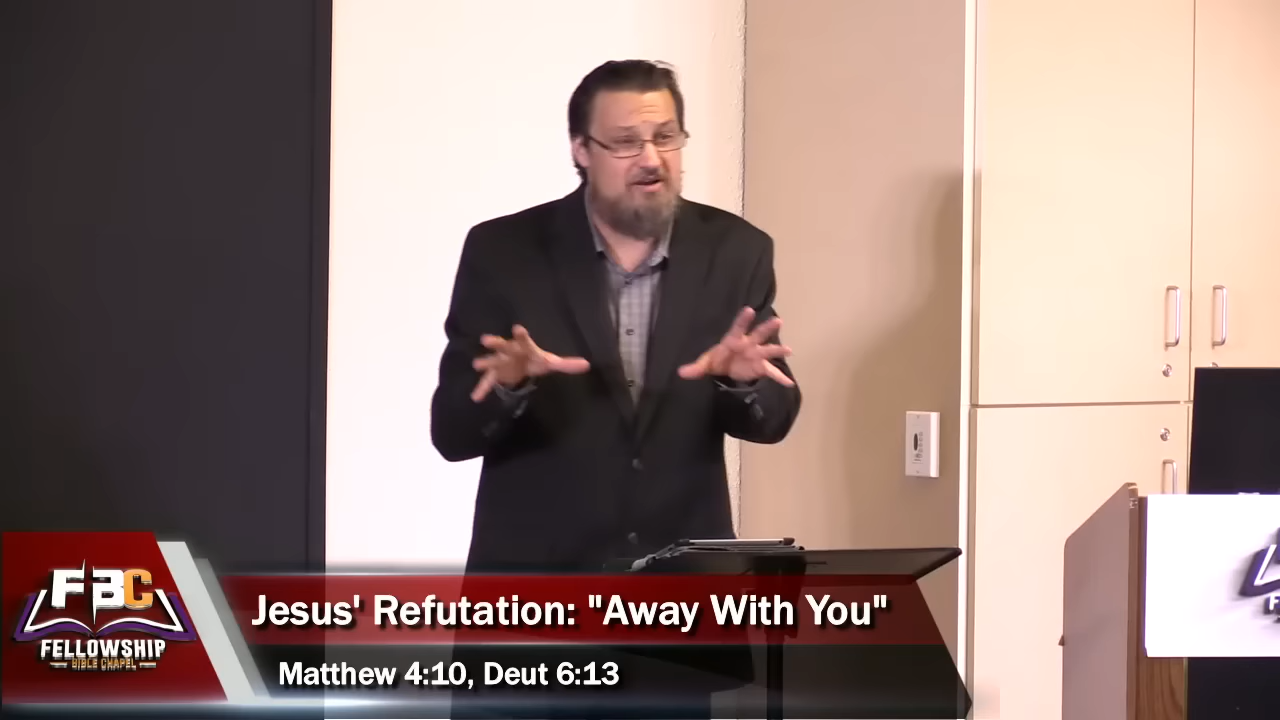 FBC
FELLOWSHIP
BIBLE CHAPEL
Jesus' Refutation: "Away With You"
Matthew 4:10, Deut 6:13